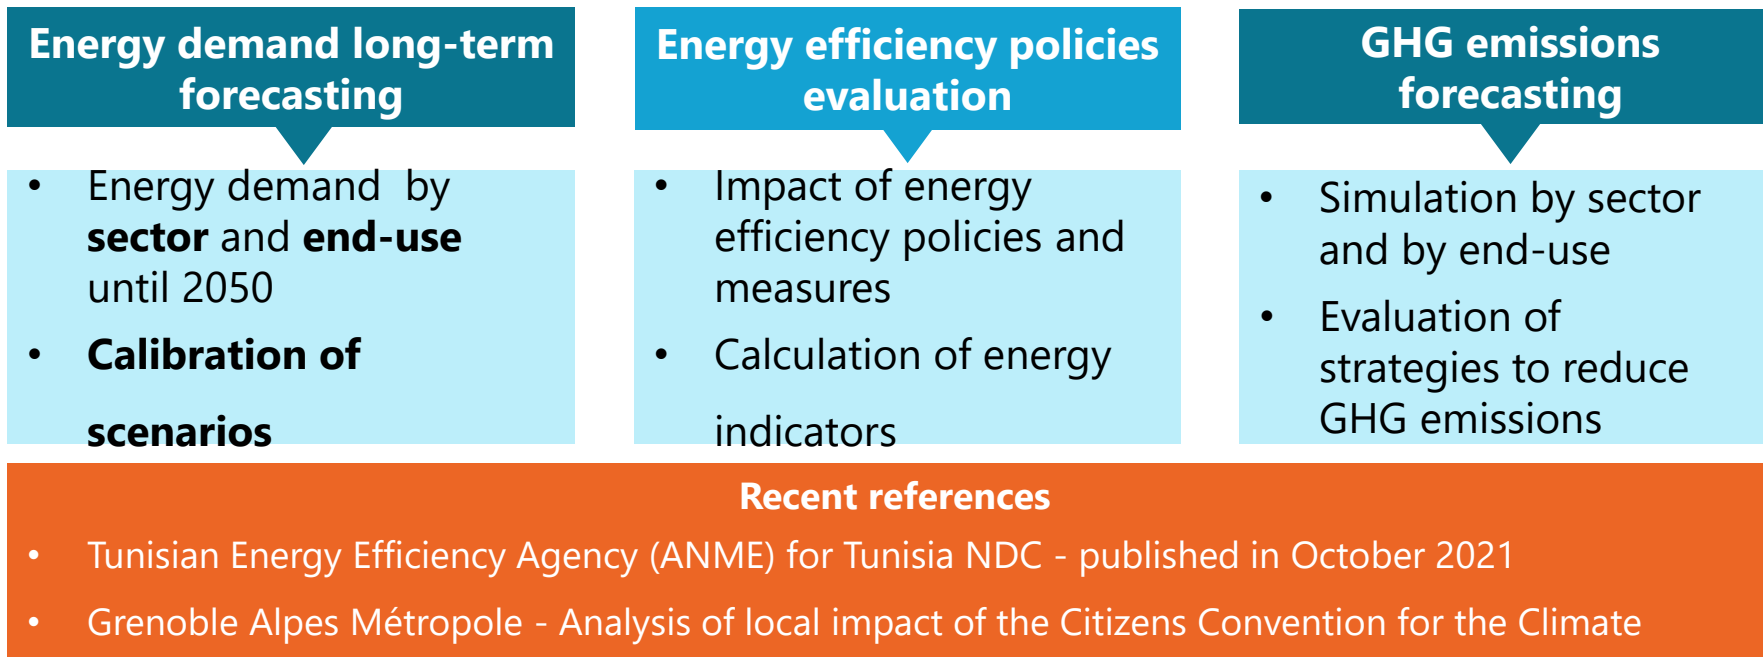 Energy demand long-term
forecasting
• Energy demand by
sector and end-use
until 2050
• Calibration of
scenarios
Energy efficiency policies
evaluation
• Impact of energy
efficiency policies and
measures
• Calculation of energy
indicators
GHG emissions
forecasting
• Simulation by sector
and by end-use
• Evaluation of
strategies to reduce
GHG emissions
Recent references
• Tunisian Energy Efficiency Agency (ANME) for Tunisia NDC - published in October 2021
• Grenoble Alpes Métropole - Analysis of local impact of the Citizens Convention for the Climate